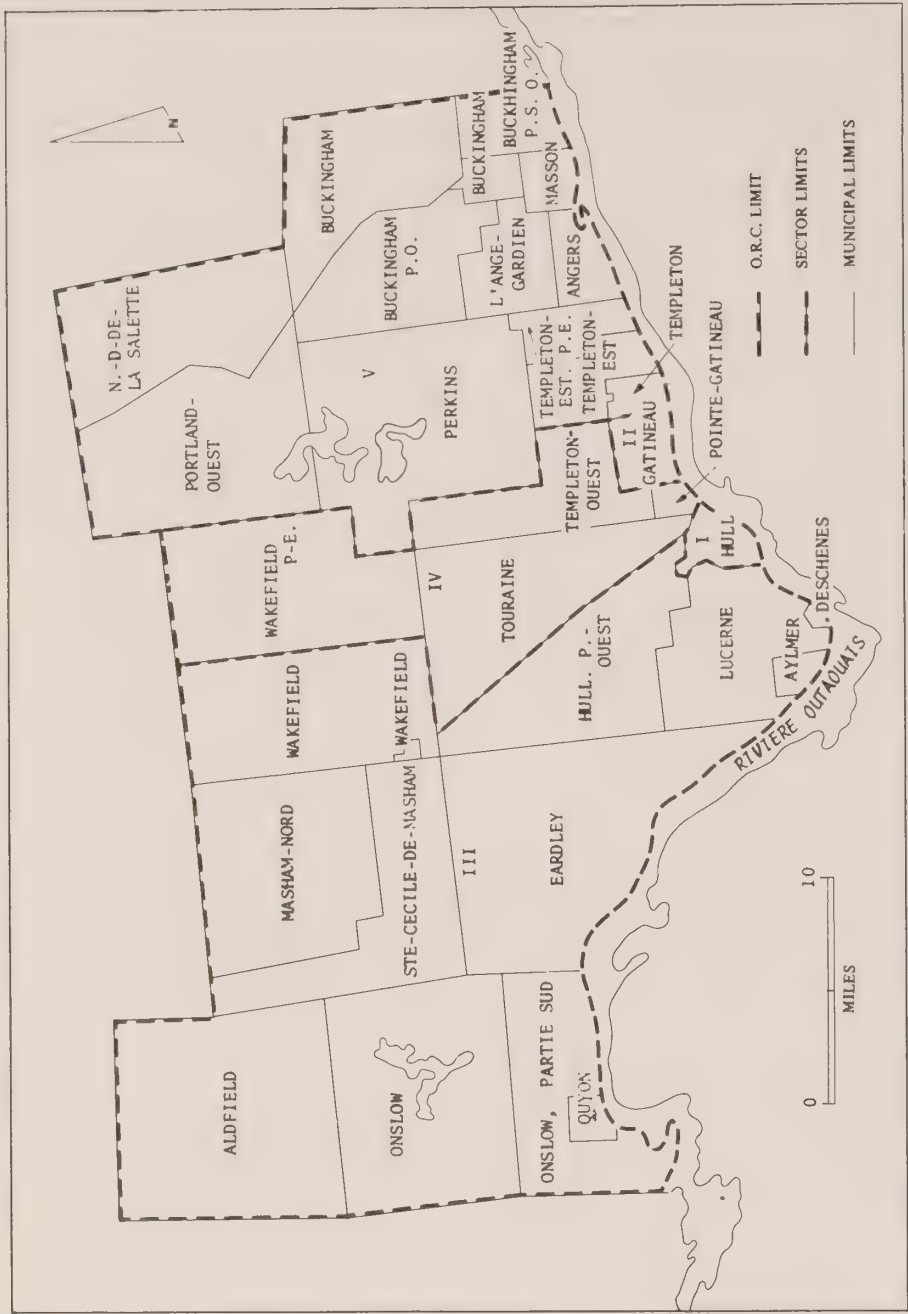 N
N.-D-DE-
LA SALETTE
BUCKINGHAM
PORTLAND-
OUEST
BUCKINGHAM
P.O.
BUCKINGHAM
BUCKHINGHAM
P.S.O.
MASSON
L'ANGE-
GARDIEN
ANGERS
V
PERKINS
TEMPLETON-
EST. P.E.
TEMPLETON-
EST
TEMPLETON
II
GATINEAU
POINTE-GATINEAU
TEMPLETON-
OUEST
WAKEFIELD
P-E.
IV
TOURAINE
I
HULL
HULL. P.-
OUEST
LUCERNE
AYLMER
DESCHENES
RIVIERE OUTAOUAIS
WAKEFIELD
WAKEFIELD
MASHAM-NORD
STE-CECILE-DE-MASHAM
III
EARDLEY
ALDFIELD
ONSLOW
ONSLOW, PARTIE SUD
QUYON
O.R.C. LIMIT
SECTOR LIMITS
MUNICIPAL LIMITS
0 10
MILES